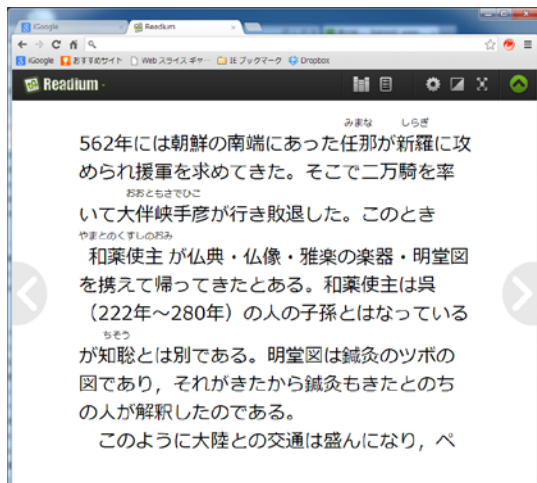 iGoogle
Readium
iGoogle おすすめサイト Web スライス ギャ… IE ブックマーク Dropbox
Readium
みまな しらぎ
562年には朝鮮の南端にあった任那が新羅に攻
められ援軍を求めてきた。そこで二万騎を率
おおともさでひこ
いて大伴峡手彦が行き敗退した。このとき
やまとのくすしのおみ
和薬使主 が仏典・仏像・雅楽の楽器・明堂図
を携えて帰ってきたとある。和薬使主は呉
（222年～280年）の人の子孫とはなっている
ちそう
が知聡とは別である。明堂図は鍼灸のツボの
図であり，それがきたから鍼灸もきたとのち
の人が解釈したのである。
このように大陸との交通は盛んになり，ペ